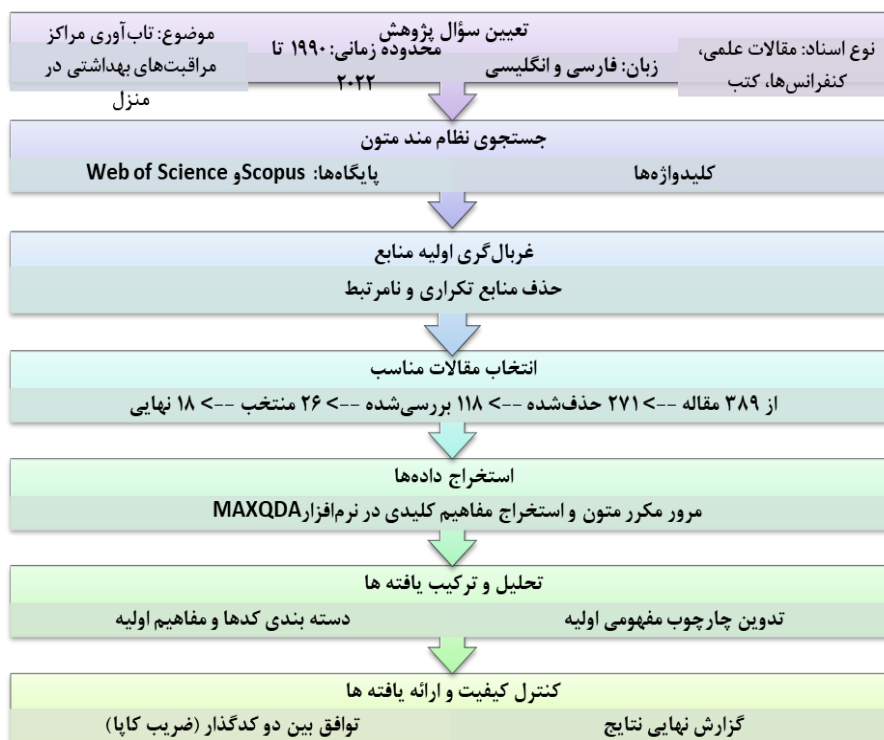 تعیین سؤال پژوهش
موضوع: تاب‌آوری مراکز
مراقبت‌های بهداشتی در
منزل
محدوده زمانی: ۱۹۹۰ تا
۲۰۲۲
زبان: فارسی و انگلیسی
نوع اسناد: مقالات علمی،
کنفرانس‌ها، کتب
جستجوی نظام مند متون
کلیدواژه‌ها
پایگاه‌ها: Scopusو Web of Science
غربال‌گری اولیه منابع
حذف منابع تکراری و نامرتبط
انتخاب مقالات مناسب
از ۳۸۹ مقاله --> ۲۷۱ حذف‌شده --> ۱۱۸ بررسی‌شده --> ۲۶ منتخب --> ۱۸ نهایی
استخراج داده‌ها
مرور مکرر متون و استخراج مفاهیم کلیدی در نرم‌افزارMAXQDA
تحلیل و ترکیب یافته ها
تدوین چارچوب مفهومی اولیه
دسته بندی کدها و مفاهیم اولیه
کنترل کیفیت و ارائه یافته ها
گزارش نهایی نتایج
توافق بین دو کدگذار (ضریب کاپا)